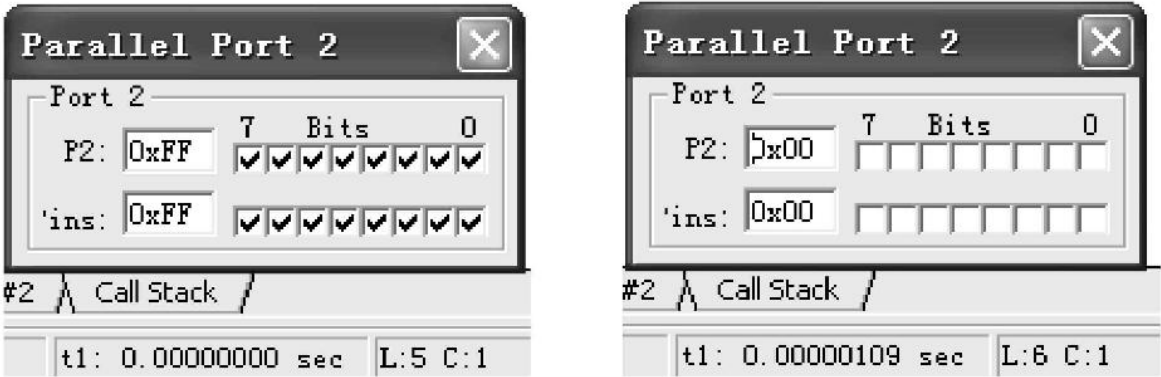 Parallel Port 2
Port 2
7 Bits 0
P2: 0xFF
'ins: 0xFF
#2 Call Stack
t1: 0.00000000 sec L:5 C:1
Parallel Port 2
Port 2
7 Bits 0
P2: 0x00
'ins: 0x00
#2 Call Stack
t1: 0.00000109 sec L:6 C:1